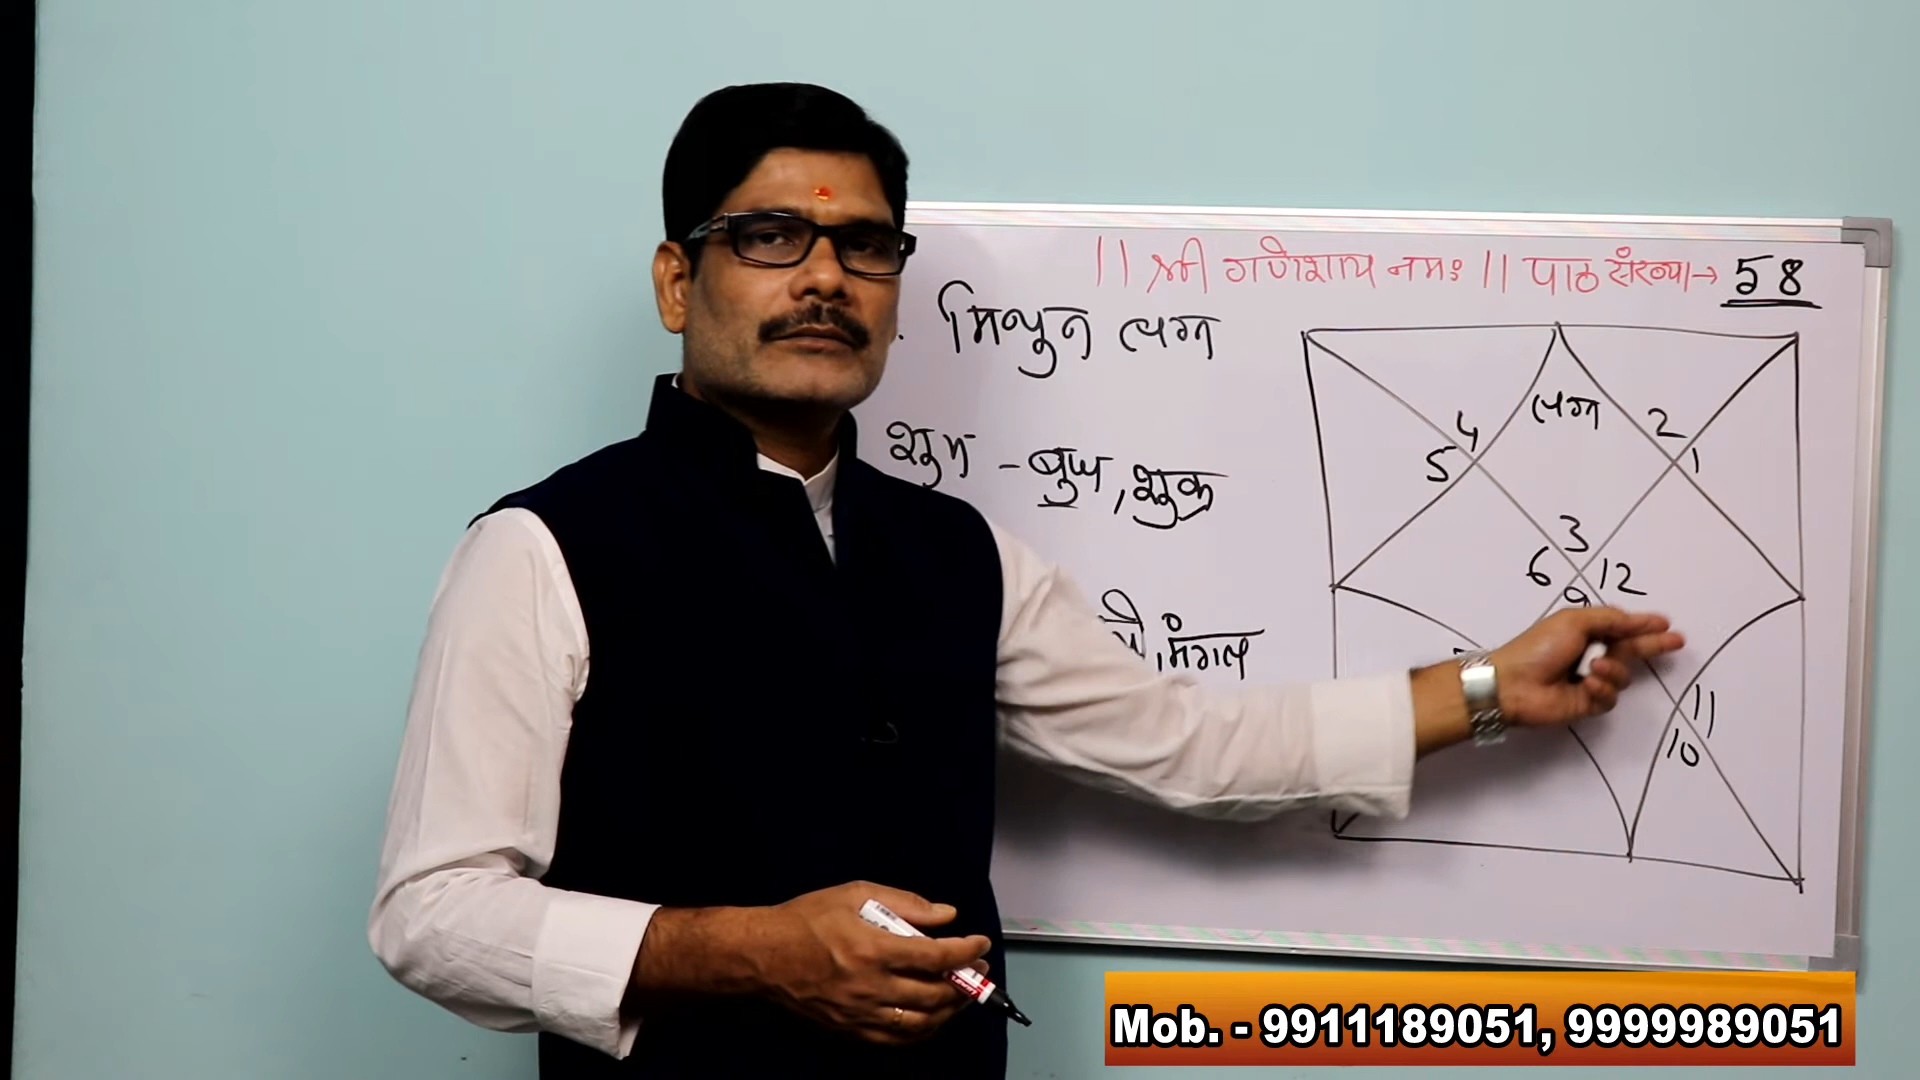 || श्री गणेशाय नमः || पाठ संख्या→ 58
मिथुन लग्न
शुभ - बुध, शुक्र
, मंगल
लग्न
4 2
5 1
3
6 12
9
11
10
Mob. - 9911189051, 9999989051